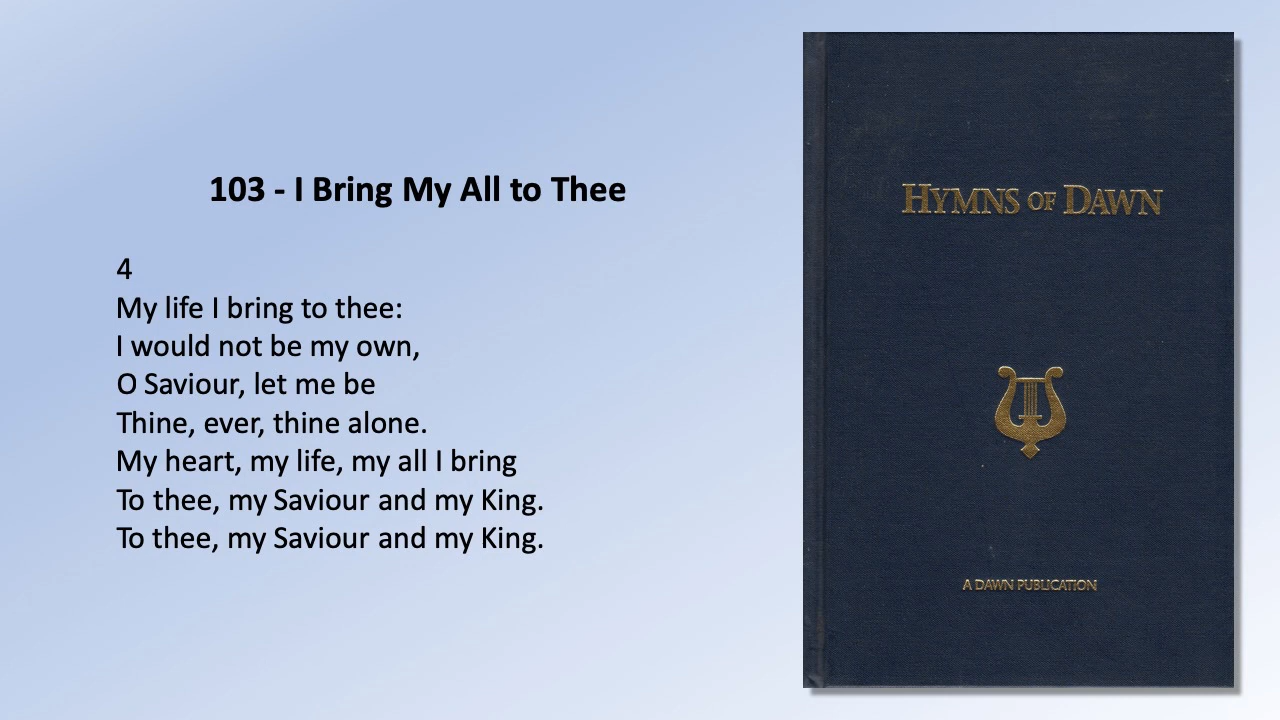 103 - I Bring My All to Thee
4
My life I bring to thee:
I would not be my own,
O Saviour, let me be
Thine, ever, thine alone.
My heart, my life, my all I bring
To thee, my Saviour and my King.
To thee, my Saviour and my King.
HYMNS OF DAWN
A DAWN PUBLICATION